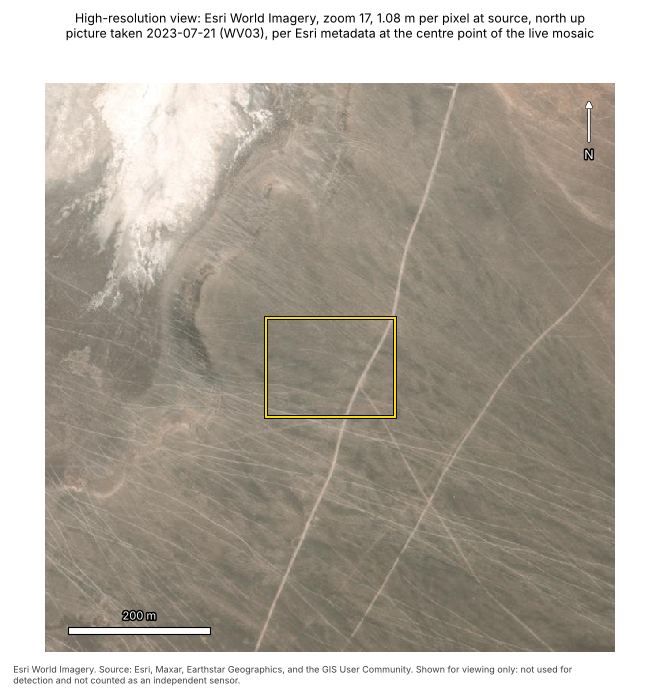 High-resolution view: Esri World Imagery, zoom 17, 1.08 m per pixel at source, north up
picture taken 2023-07-21 (WV03), per Esri metadata at the centre point of the live mosaic
N
200 m
Esri World Imagery. Source: Esri, Maxar, Earthstar Geographics, and the GIS User Community. Shown for viewing only: not used for
detection and not counted as an independent sensor.